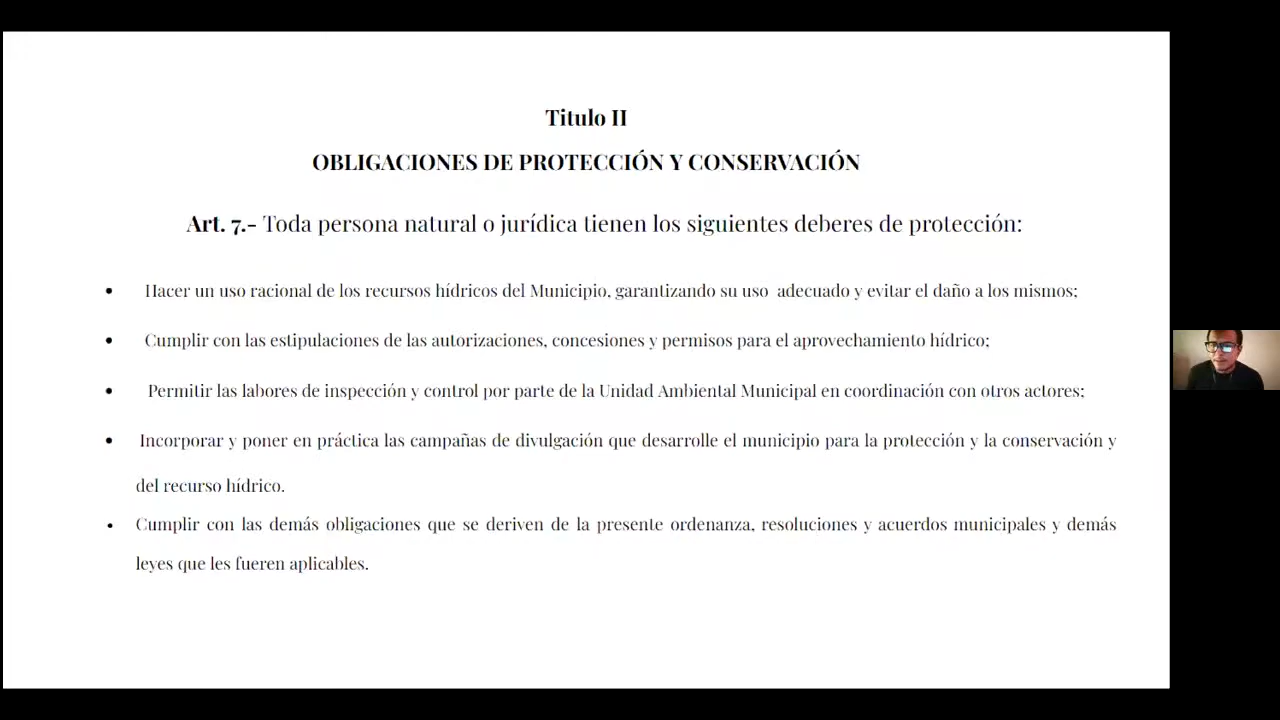 Titulo II
OBLIGACIONES DE PROTECCIÓN Y CONSERVACIÓN
Art. 7.- Toda persona natural o jurídica tienen los siguientes deberes de protección:
• Hacer un uso racional de los recursos hídricos del Municipio, garantizando su uso adecuado y evitar el daño a los mismos;
• Cumplir con las estipulaciones de las autorizaciones, concesiones y permisos para el aprovechamiento hídrico;
• Permitir las labores de inspección y control por parte de la Unidad Ambiental Municipal en coordinación con otros actores;
• Incorporar y poner en práctica las campañas de divulgación que desarrolle el municipio para la protección y la conservación y
del recurso hídrico.
• Cumplir con las demás obligaciones que se deriven de la presente ordenanza, resoluciones y acuerdos municipales y demás
leyes que les fueren aplicables.